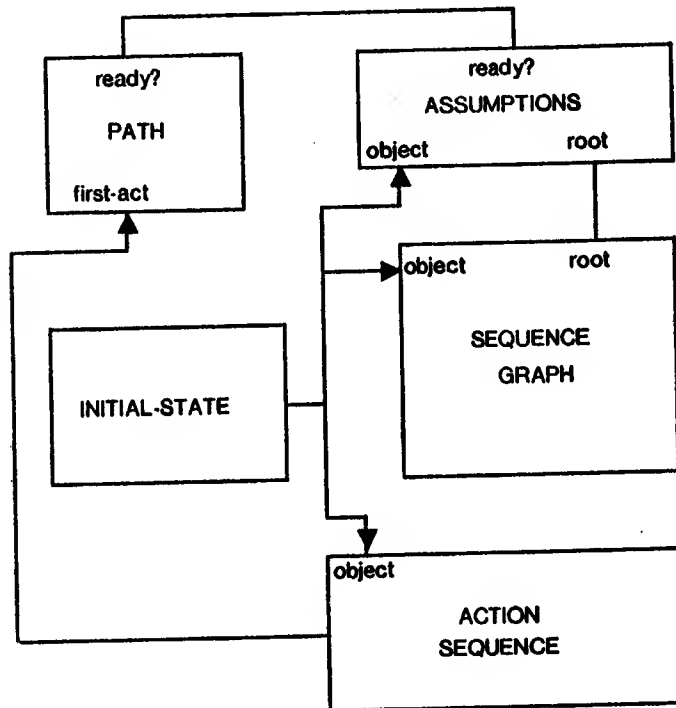 ready?
PATH
first-act
ready?
ASSUMPTIONS
object
root
object
root
SEQUENCE
GRAPH
INITIAL-STATE
object
ACTION
SEQUENCE